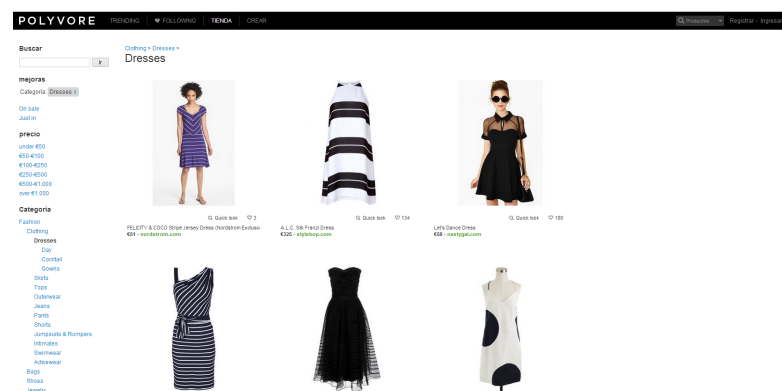 POLYVORE TRENDING FOLLOWING TIENDA CREAR Productos Registrar - Ingresar
Buscar
Ir
mejoras
Categoría Dresses x
On sale
Just in
precio
under €50
€50-€100
€100-€250
€250-€500
€500-€1.000
over €1.000
Categoría
Fashion
Clothing
Dresses
Day
Cocktail
Gowns
Skirts
Tops
Outerwear
Jeans
Pants
Shorts
Jumpsuits & Rompers
Intimates
Swimwear
Activewear
Bags
Shoes
Jewelry
Clothing > Dresses >
Dresses
Quick look 3
FELICITY & COCO Stripe Jersey Dress (Nordstrom Exclusiv
€61 - nordstrom.com
Quick look 134
A.L.C. Silk Franzi Dress
€325 - stylebop.com
Quick look 180
Let's Dance Dress
€58 - nastygal.com